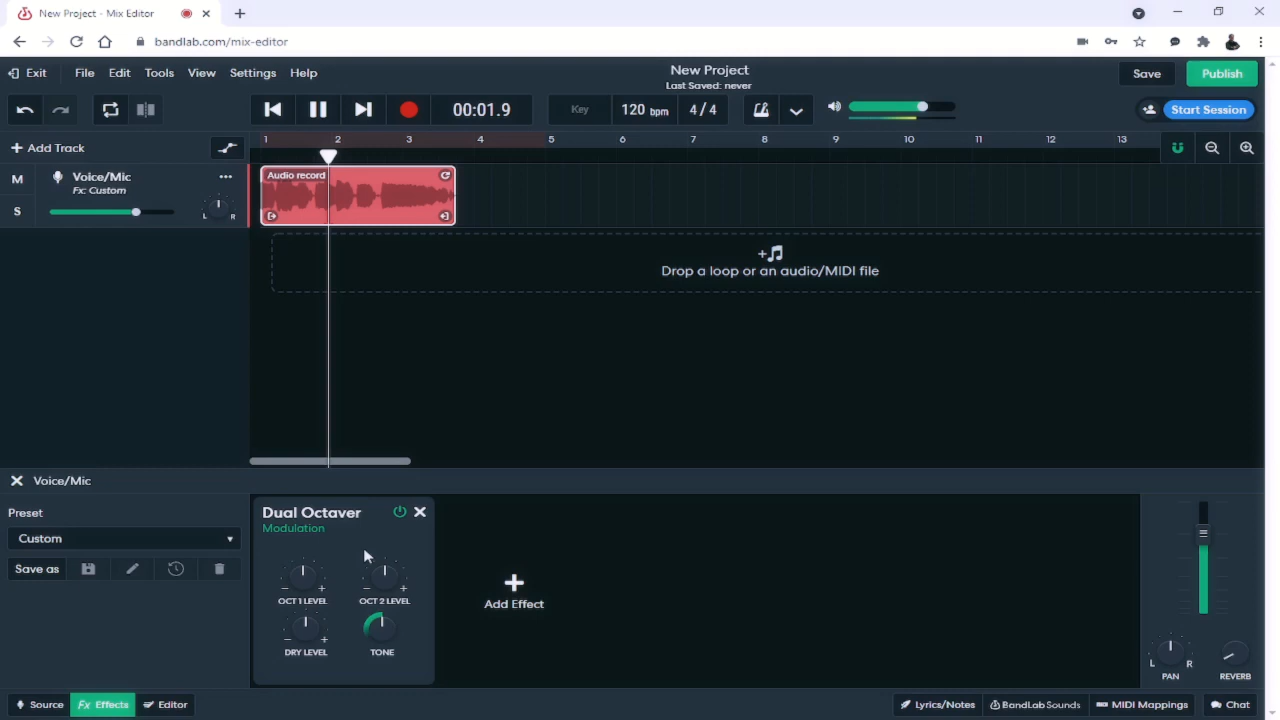 New Project - Mix Editor
bandlab.com/mix-editor
Exit File Edit Tools View Settings Help
New Project
Last Saved: never
Save
Publish
00:01.9
Key
120 bpm
4/4
Start Session
+ Add Track
1 2 3 4 5 6 7 8 9 10 11 12 13
M
S
Voice/Mic
Fx: Custom
L R
Audio record
Drop a loop or an audio/MIDI file
Voice/Mic
Preset
Custom
Save as
Dual Octaver
Modulation
OCT 1 LEVEL
OCT 2 LEVEL
DRY LEVEL
TONE
Add Effect
L R
PAN
REVERB
Source
Fx Effects
Editor
Lyrics/Notes
BandLab Sounds
MIDI Mappings
Chat